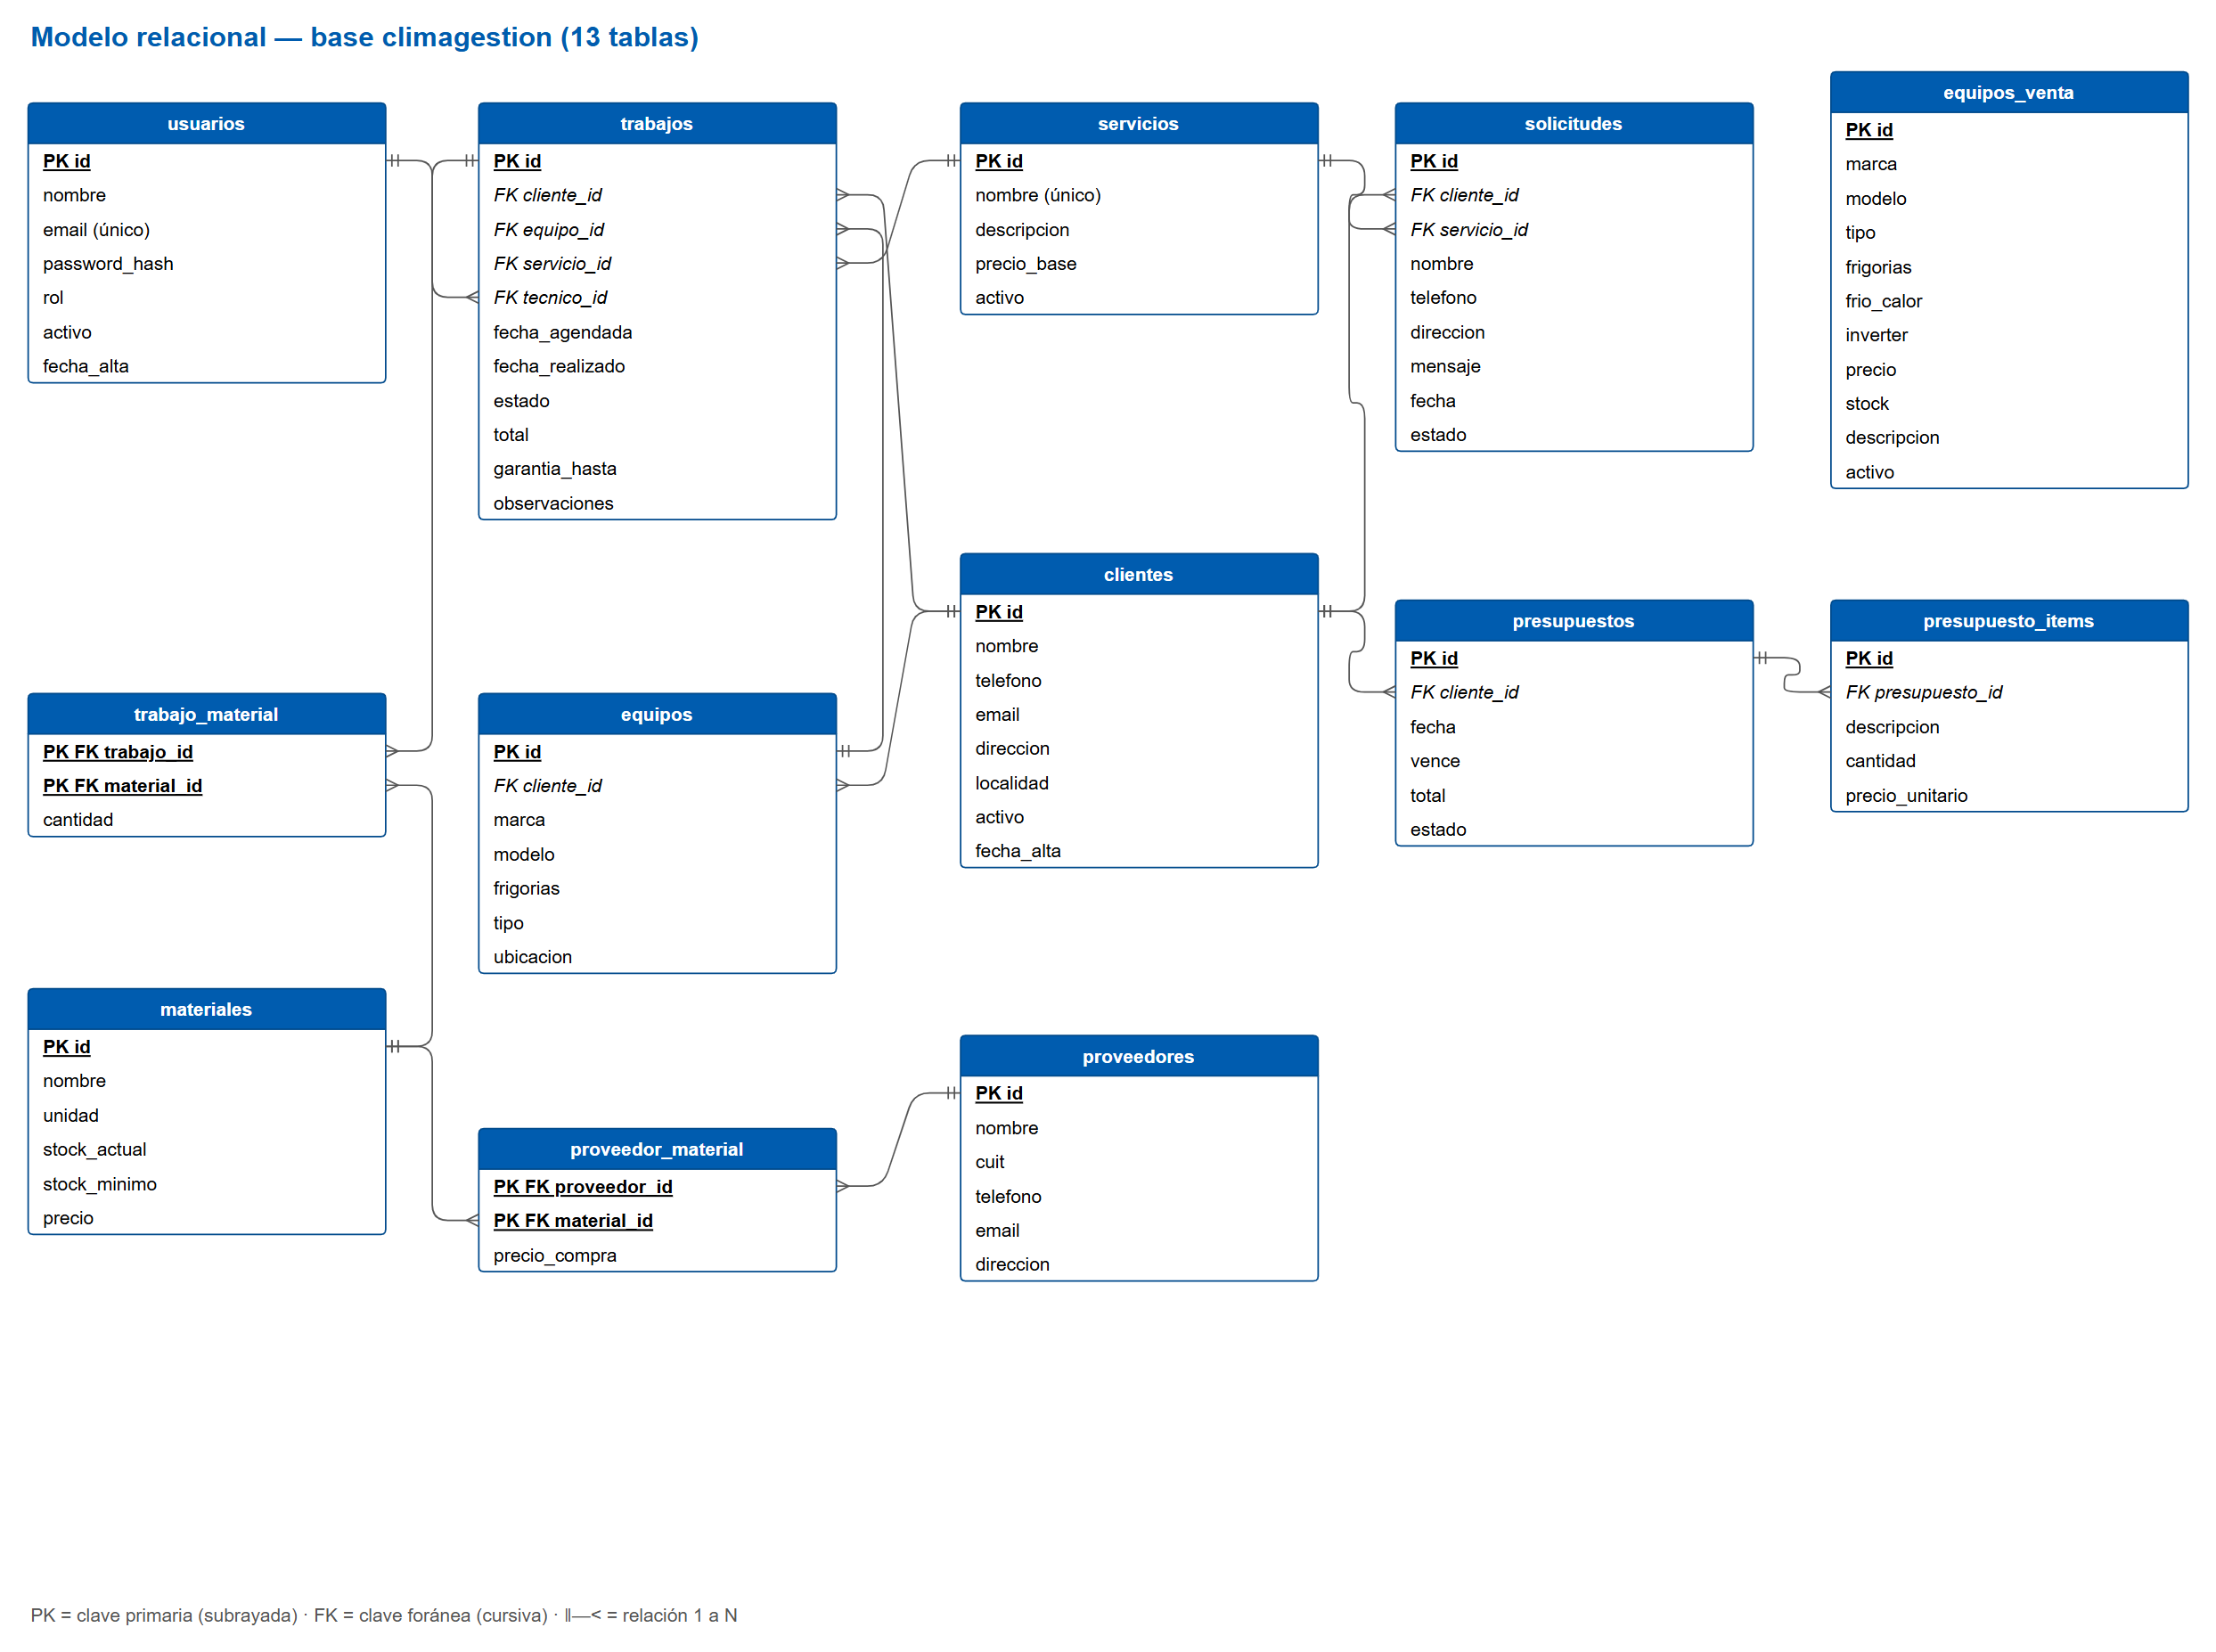 Modelo relacional — base climagestion (13 tablas)
usuarios
PK id
nombre
email (único)
password_hash
rol
activo
fecha_alta
trabajos
PK id
FK cliente_id
FK equipo_id
FK servicio_id
FK tecnico_id
fecha_agendada
fecha_realizado
estado
total
garantia_hasta
observaciones
servicios
PK id
nombre (único)
descripcion
precio_base
activo
solicitudes
PK id
FK cliente_id
FK servicio_id
nombre
telefono
direccion
mensaje
fecha
estado
equipos_venta
PK id
marca
modelo
tipo
frigorias
frio_calor
inverter
precio
stock
descripcion
activo
clientes
PK id
nombre
telefono
email
direccion
localidad
activo
fecha_alta
presupuestos
PK id
FK cliente_id
fecha
vence
total
estado
presupuesto_items
PK id
FK presupuesto_id
descripcion
cantidad
precio_unitario
trabajo_material
PK FK trabajo_id
PK FK material_id
cantidad
equipos
PK id
FK cliente_id
marca
modelo
frigorias
tipo
ubicacion
materiales
PK id
nombre
unidad
stock_actual
stock_minimo
precio
proveedor_material
PK FK proveedor_id
PK FK material_id
precio_compra
proveedores
PK id
nombre
cuit
telefono
email
direccion
PK = clave primaria (subrayada) · FK = clave foránea (cursiva) · ‖—< = relación 1 a N